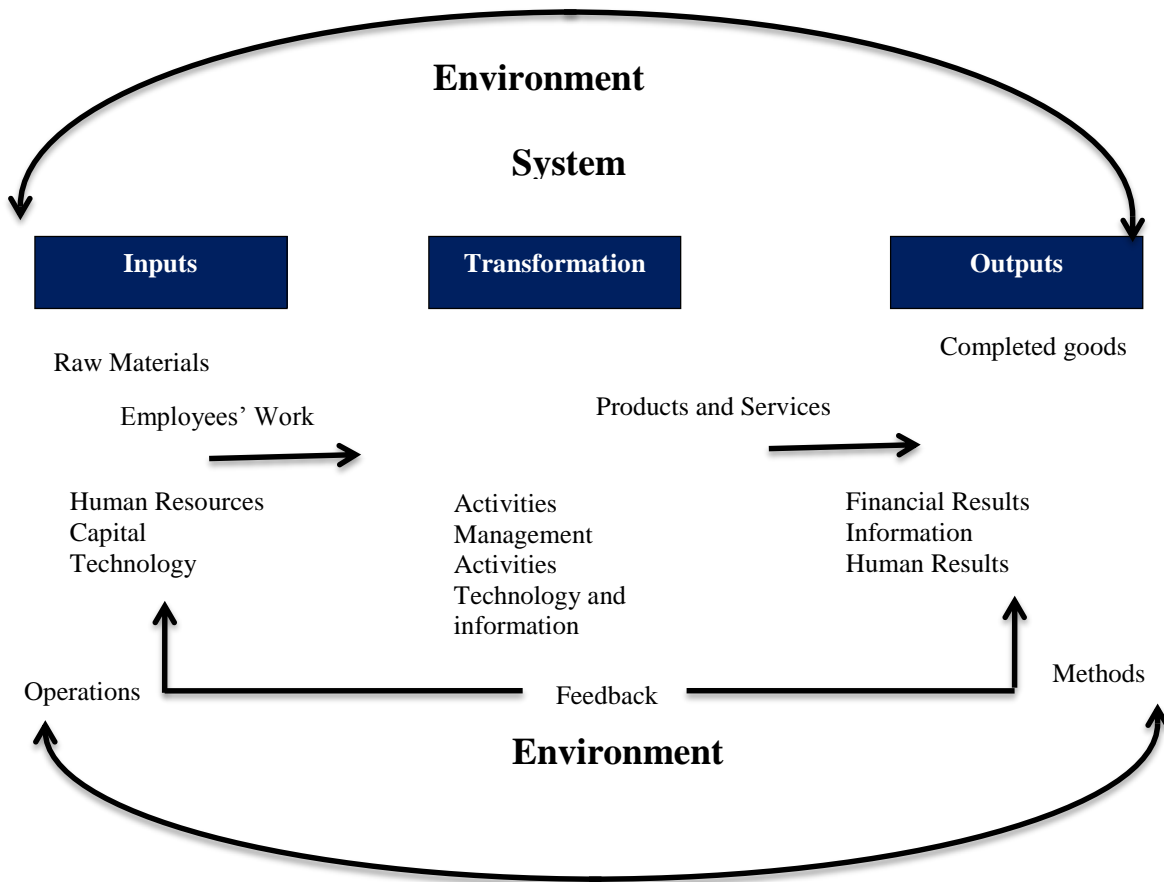 Environment
System
Inputs
Transformation
Outputs
Completed goods
Raw Materials
Employees’ Work
Products and Services
Human Resources
Capital
Technology
Activities
Management
Activities
Technology and
information
Financial Results
Information
Human Results
Operations
Feedback
Methods
Environment